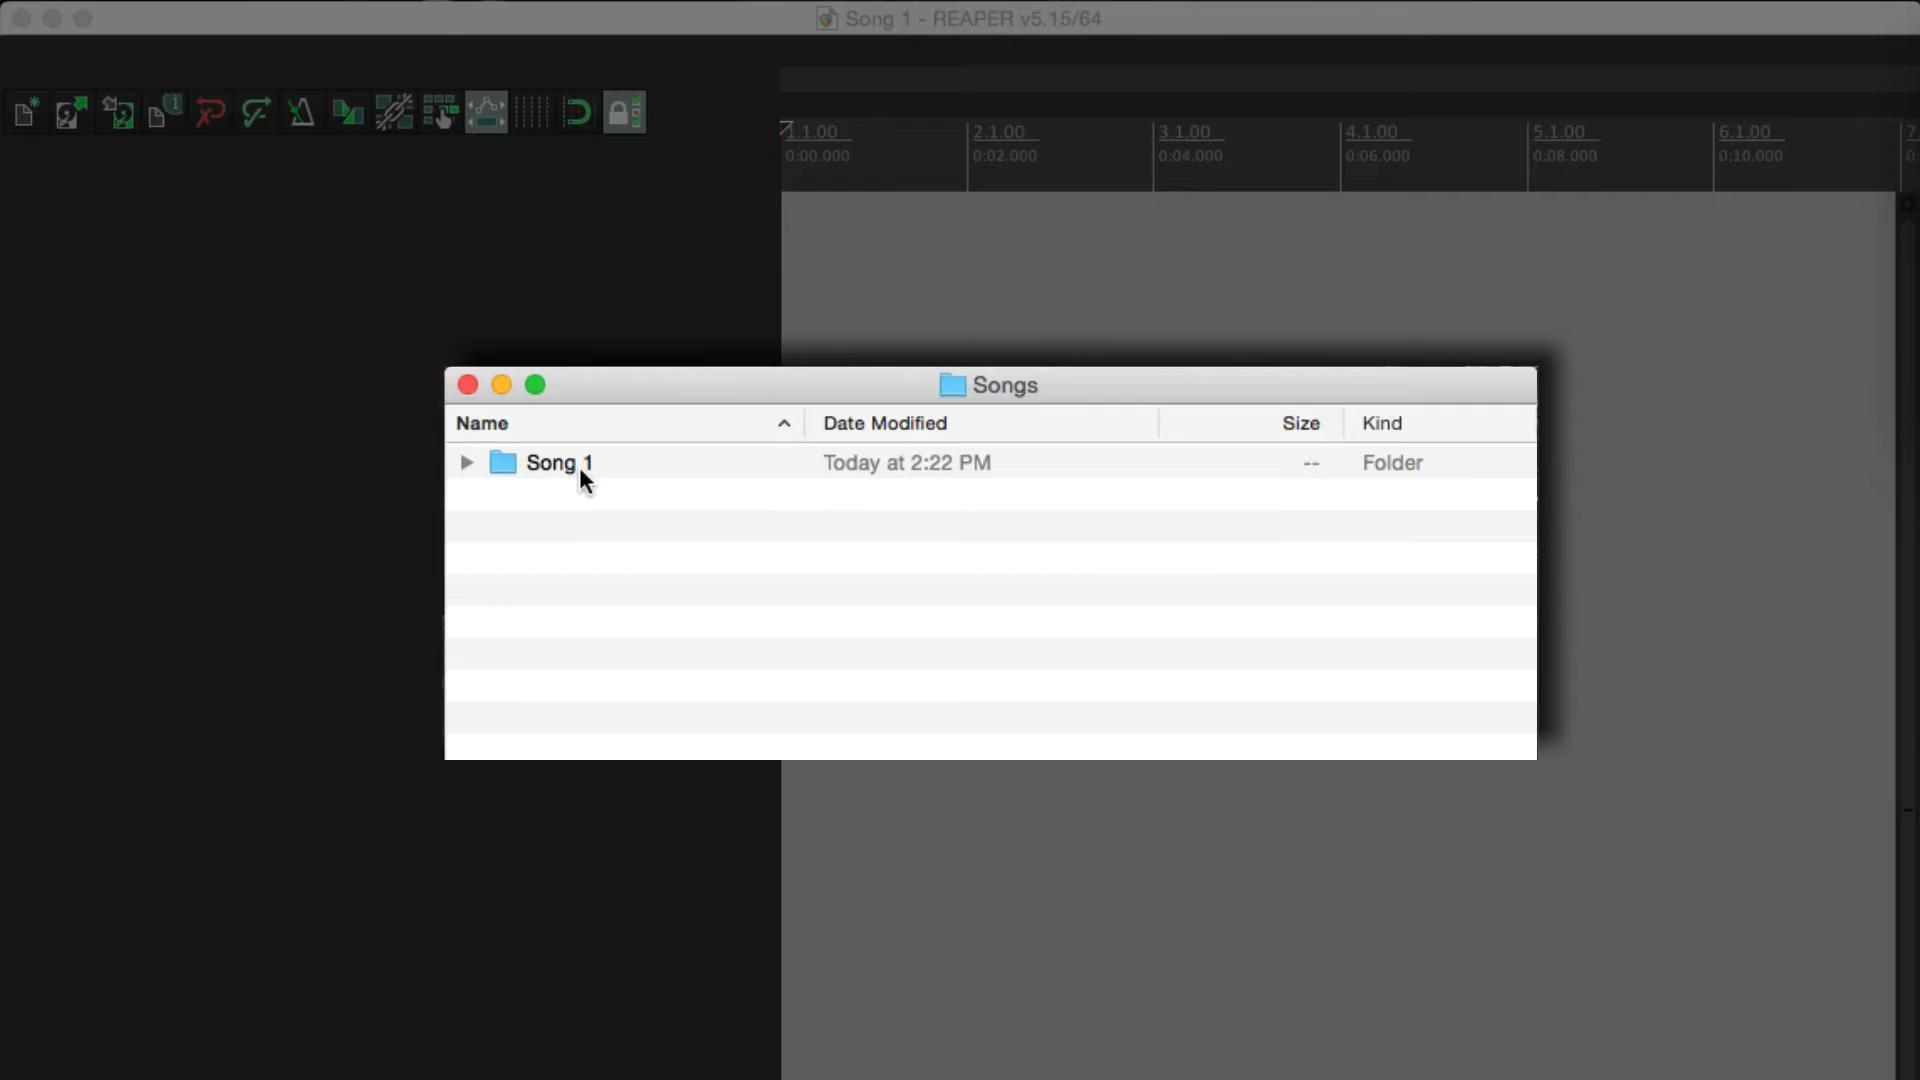 Song 1 - REAPER v5.15/64
1.1.00 2.1.00 3.1.00 4.1.00 5.1.00 6.1.00 7
0:00.000 0:02.000 0:04.000 0:06.000 0:08.000 0:10.000 0:
Songs
Name Date Modified Size Kind
Song 1 Today at 2:22 PM -- Folder